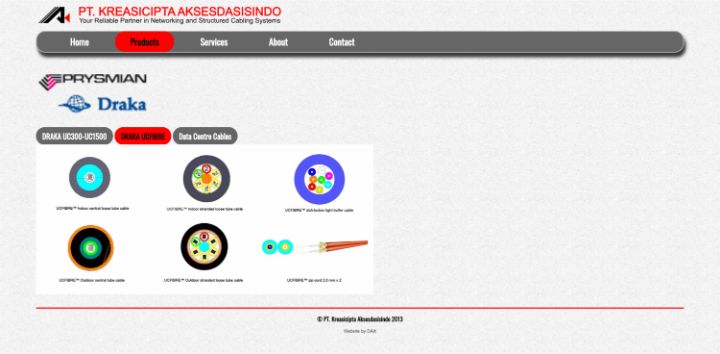 PT. KREASICIPTA AKSESDASISINDO
Your Reliable Partner in Networking and Structured Cabling Systems
Home Products Services About Contact
PRYSMIAN
Draka
DRAKA UC300-UC1500 DRAKA UCFIBRE Data Centre Cables
UCFIBRE™ Indoor central loose tube cable UCFIBRE™ Indoor stranded loose tube cable UCFIBRE™ distribution tight buffer cable
UCFIBRE™ Outdoor central tube cable UCFIBRE™ Outdoor stranded loose tube cable UCFIBRE™ zip cord 2.0 mm x 2
© PT. Kreasicipta Aksesdasisindo 2013
Website by DAX